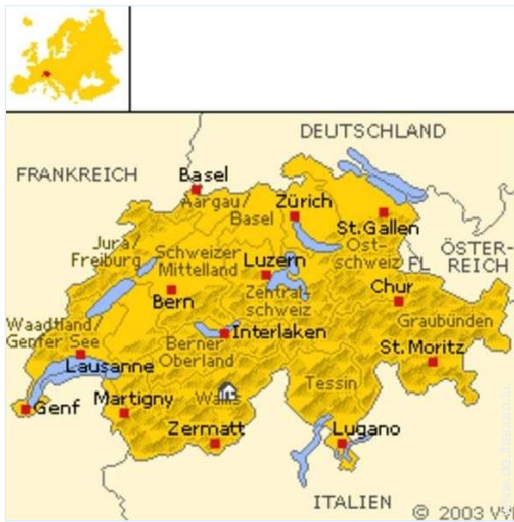 DEUTSCHLAND
FRANKREICH
Basel
Aargau/
Basel
Zürich
St.Gallen
Ost-
schweiz
FL
ÖSTER-
REICH
Jura/
Freiburg
Schweizer
Mittelland
Luzern
Zentral-
schweiz
Bern
Chur
Graubünden
Waadtland/
Genfer See
Lausanne
Interlaken
Berner
Oberland
St.Moritz
Tessin
Wallis
Genf
Martigny
Zermatt
Lugano
ITALIEN
© 2003